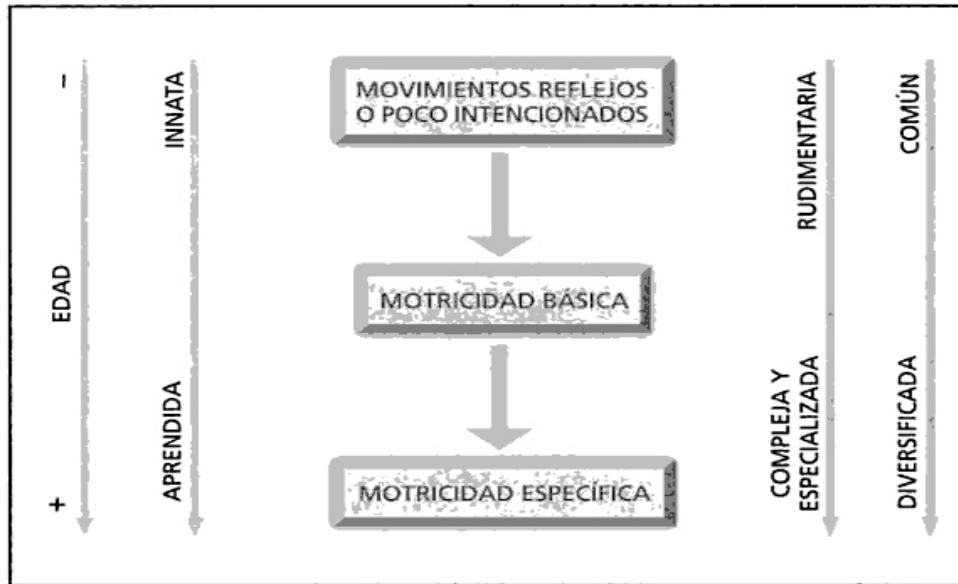 –
EDAD
+
INNATA
APRENDIDA
MOVIMIENTOS REFLEJOS
O POCO INTENCIONADOS
MOTRICIDAD BÁSICA
MOTRICIDAD ESPECÍFICA
RUDIMENTARIA
COMPLEJA Y
ESPECIALIZADA
COMÚN
DIVERSIFICADA